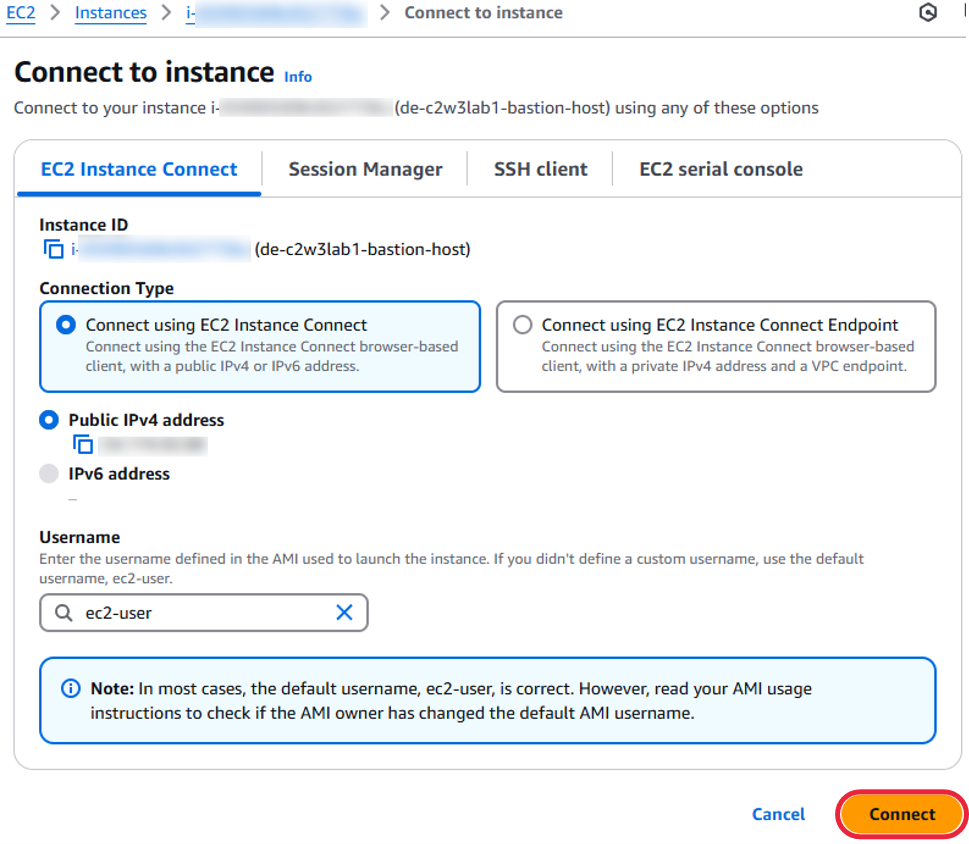 EC2 > Instances > i- > Connect to instance
Connect to instance Info
Connect to your instance i- (de-c2w3lab1-bastion-host) using any of these options
EC2 Instance Connect Session Manager SSH client EC2 serial console
Instance ID
i- (de-c2w3lab1-bastion-host)
Connection Type
Connect using EC2 Instance Connect
Connect using the EC2 Instance Connect browser-based
client, with a public IPv4 or IPv6 address.
Connect using EC2 Instance Connect Endpoint
Connect using the EC2 Instance Connect browser-based
client, with a private IPv4 address and a VPC endpoint.
Public IPv4 address
IPv6 address
–
Username
Enter the username defined in the AMI used to launch the instance. If you didn't define a custom username, use the default
username, ec2-user.
ec2-user
Note: In most cases, the default username, ec2-user, is correct. However, read your AMI usage
instructions to check if the AMI owner has changed the default AMI username.
Cancel Connect